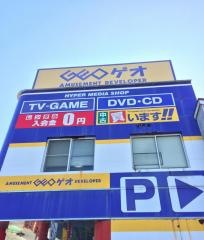 GEOゲオ
AMUSEMENT DEVELOPER
HYPER MEDIA SHOP
TV-GAME
DVD・CD
入会金0円
中古買います!!
AMUSEMENT GEOゲオ DEVELOPER
P